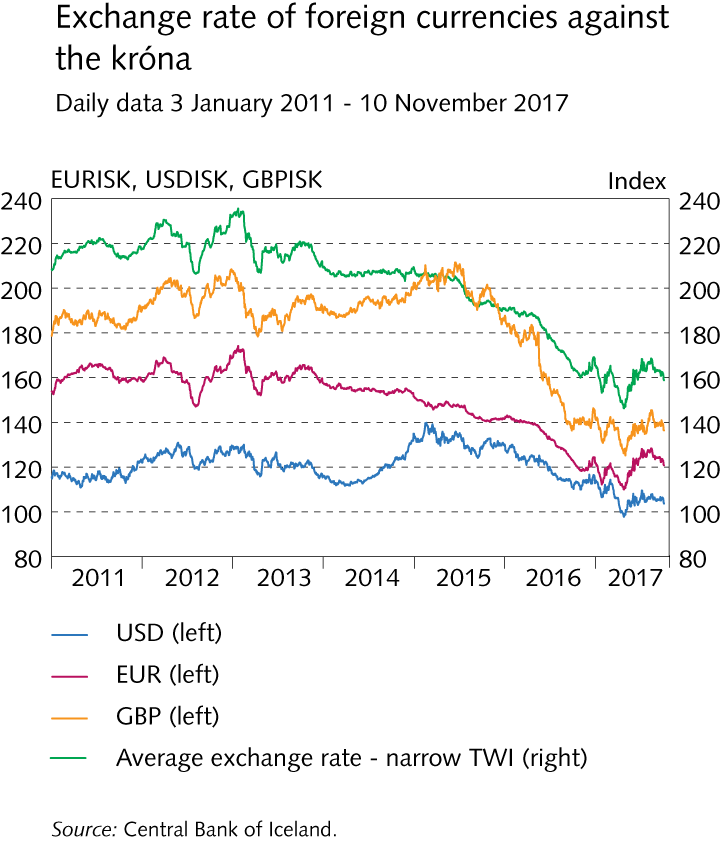 Exchange rate of foreign currencies against
the króna
Daily data 3 January 2011 - 10 November 2017
EURISK, USDISK, GBPISK
Index
240
220
200
180
160
140
120
100
80
240
220
200
180
160
140
120
100
80
2011 2012 2013 2014 2015 2016 2017
USD (left)
EUR (left)
GBP (left)
Average exchange rate - narrow TWI (right)
Source: Central Bank of Iceland.